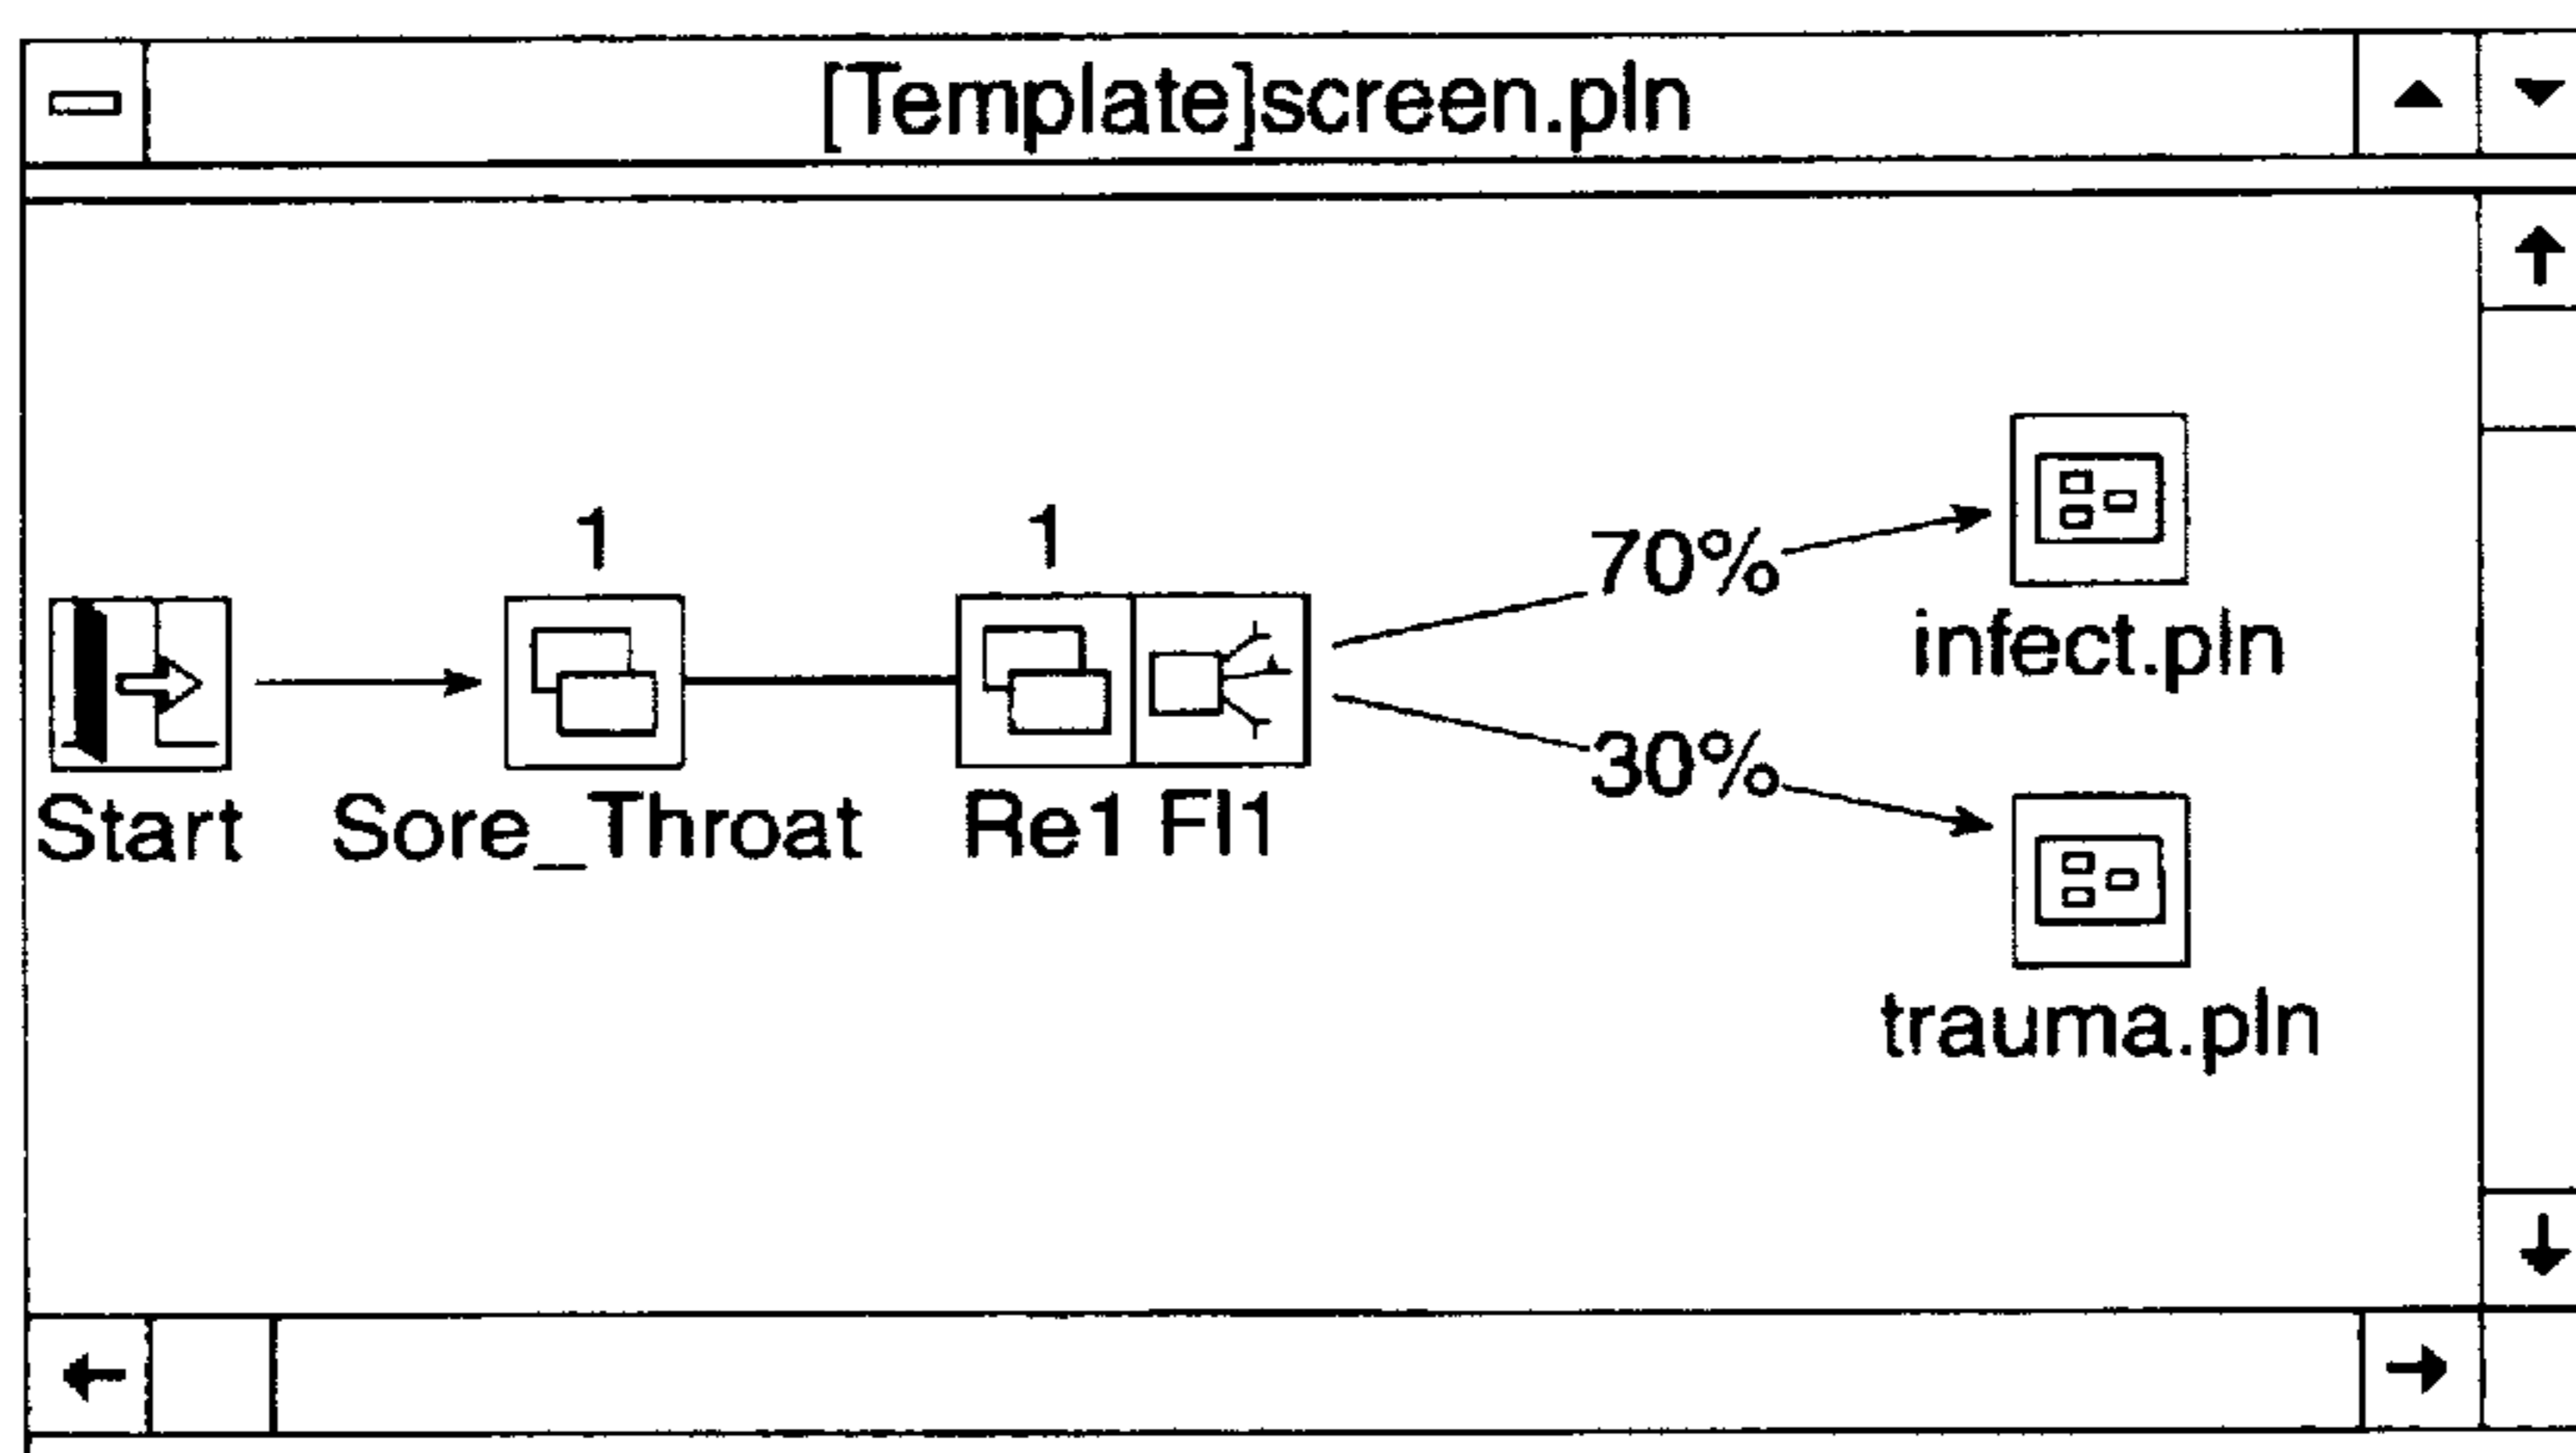 [Template]screen.pln
1
1
70%
infect.pln
Start
Sore_Throat
Re1 Fl1
30%
trauma.pln